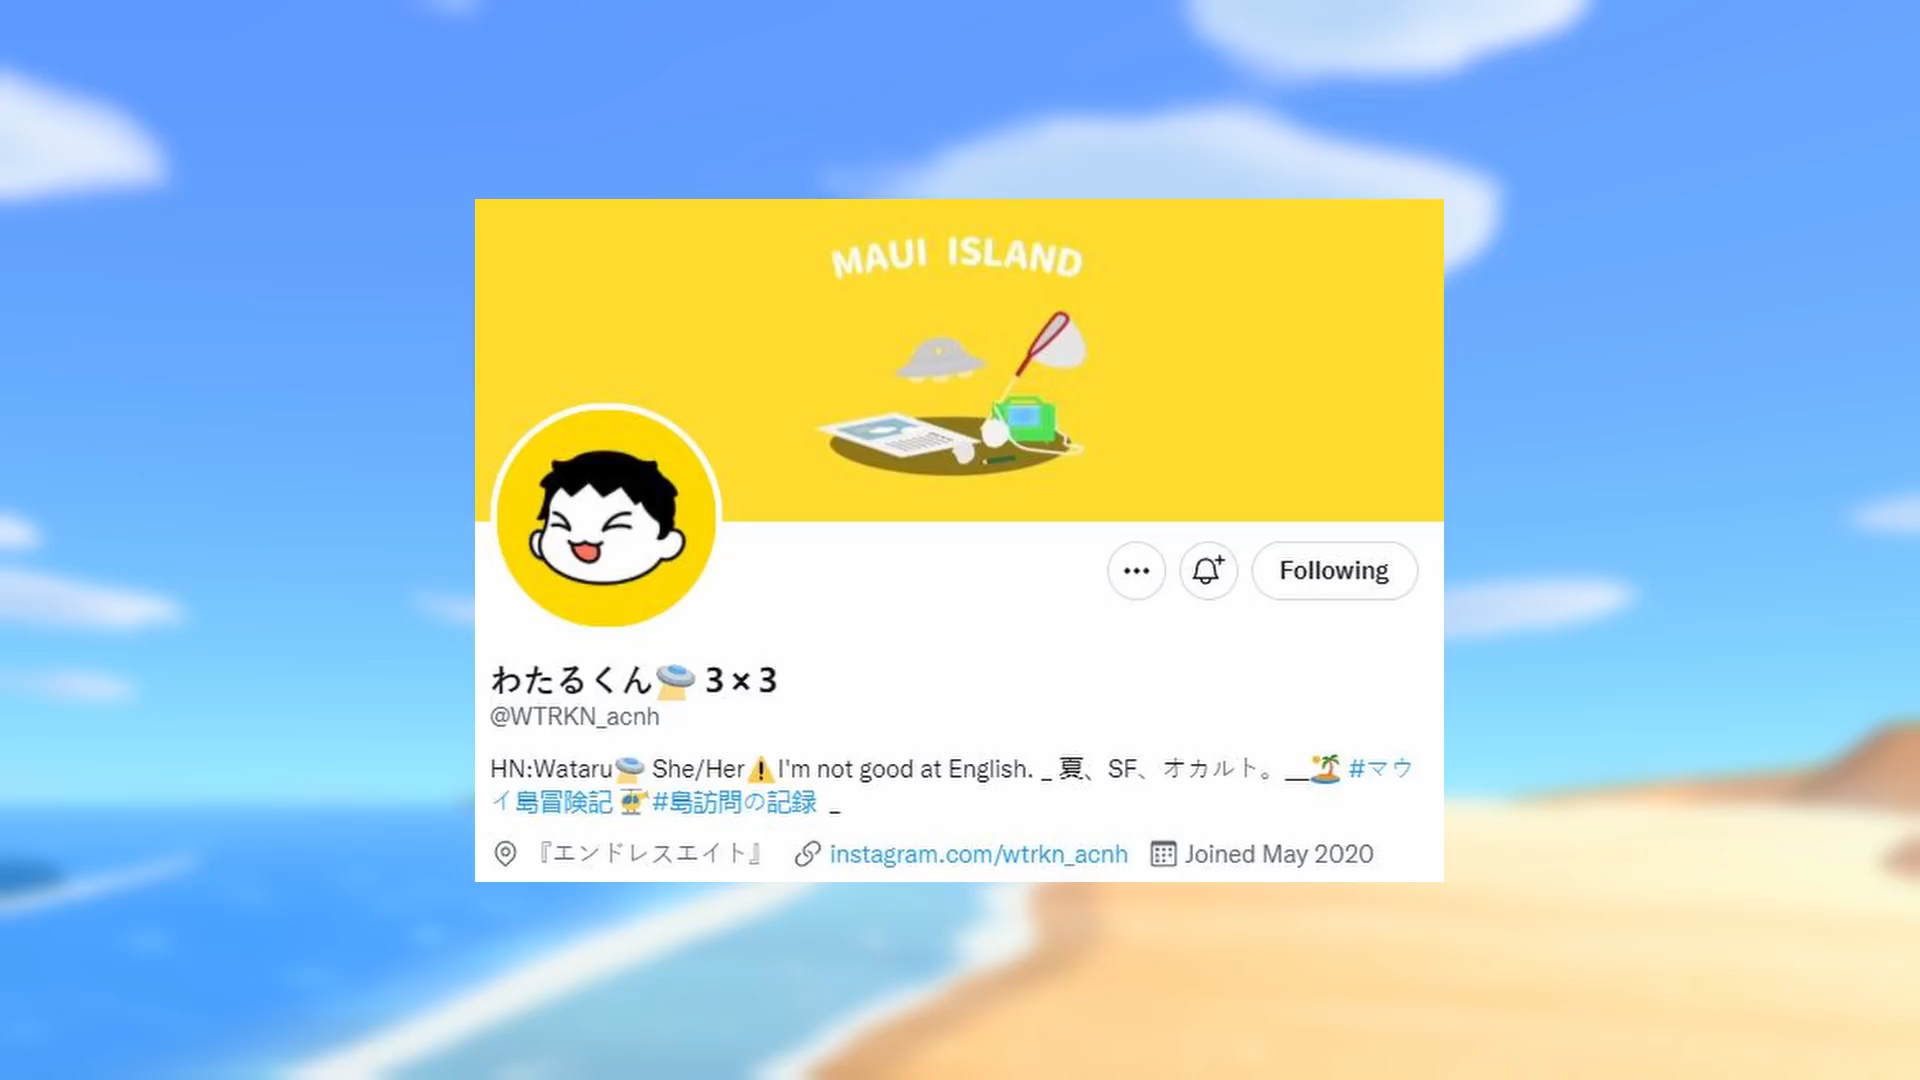 MAUI ISLAND
Following
わたるくん🛸 3×3
@WTRKN_acnh
HN:Wataru🛸 She/Her⚠️I'm not good at English. _ 夏、SF、オカルト。__🏝 #マウ
イ島冒険記🚁#島訪問の記録 _
『エンドレスエイト』 instagram.com/wtrkn_acnh Joined May 2020